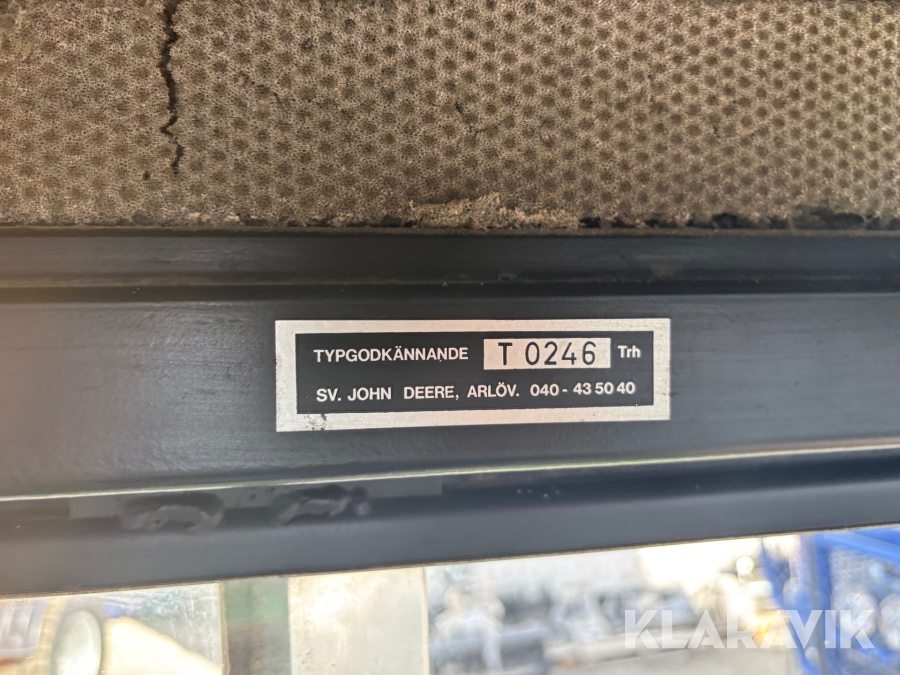 TYPGODKÄNNANDE T 0246 Trh
SV. JOHN DEERE, ARLÖV. 040 - 43 50 40
KLARAVIK